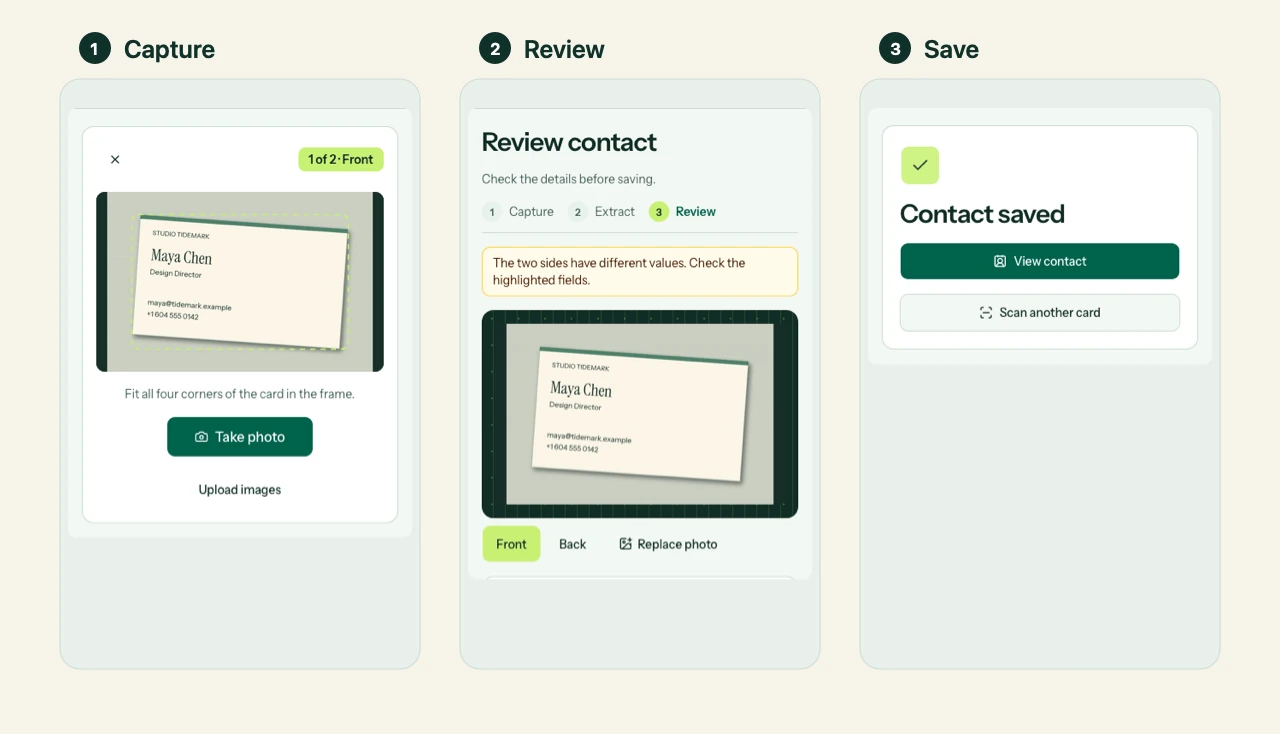 1 Capture
1 of 2 · Front
STUDIO TIDEMARK
Maya Chen
Design Director
maya@tidemark.example
+1 604 555 0142
Fit all four corners of the card in the frame.
Take photo
Upload images
2 Review
Review contact
Check the details before saving.
1 Capture 2 Extract 3 Review
The two sides have different values. Check the
highlighted fields.
STUDIO TIDEMARK
Maya Chen
Design Director
maya@tidemark.example
+1 604 555 0142
Front Back Replace photo
3 Save
Contact saved
View contact
Scan another card